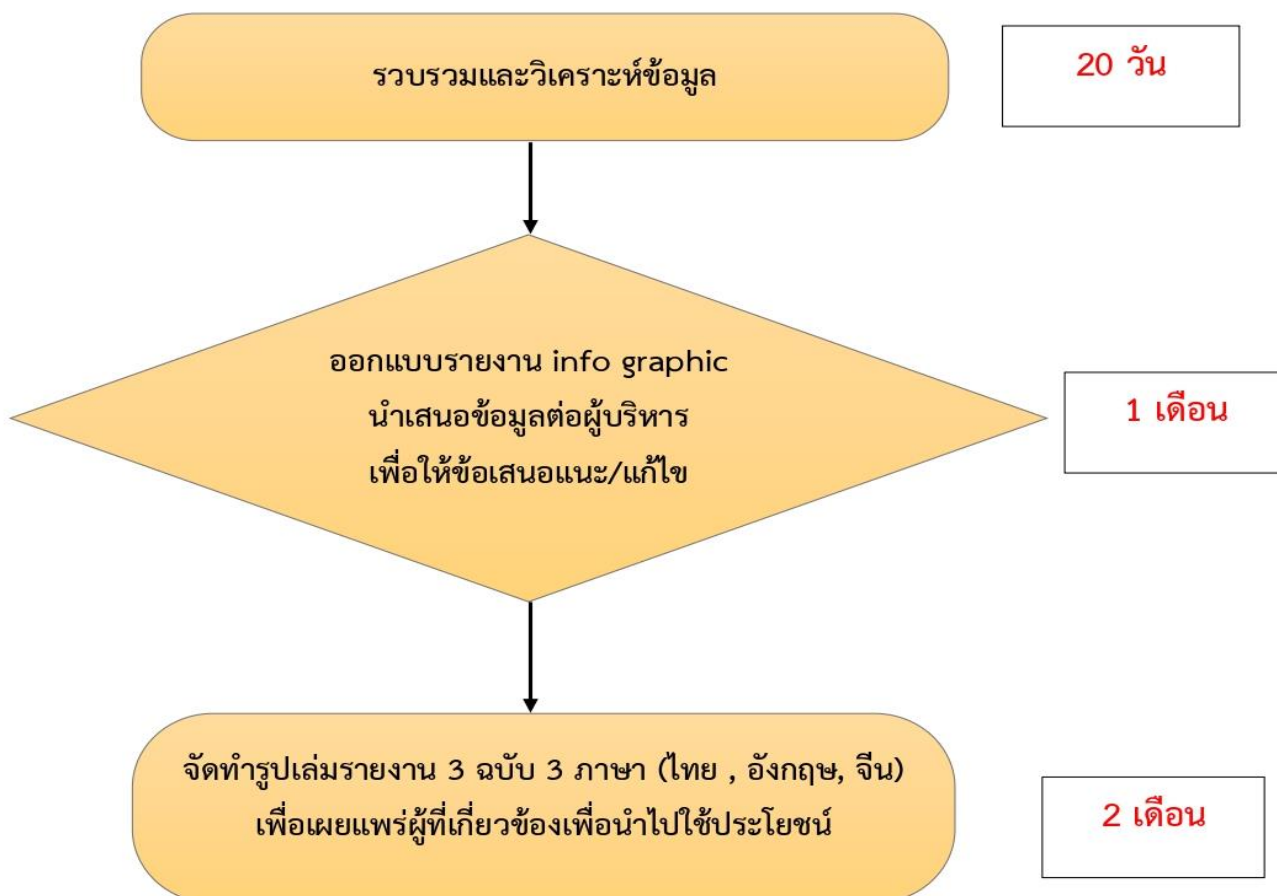 รวบรวมและวิเคราะห์ข้อมูล
20 วัน
ออกแบบรายงาน info graphic
นำเสนอข้อมูลต่อผู้บริหาร
เพื่อให้ข้อเสนอแนะ/แก้ไข
1 เดือน
จัดทำรูปเล่มรายงาน 3 ฉบับ 3 ภาษา (ไทย , อังกฤษ, จีน)
เพื่อเผยแพร่ผู้ที่เกี่ยวข้องเพื่อนำไปใช้ประโยชน์
2 เดือน